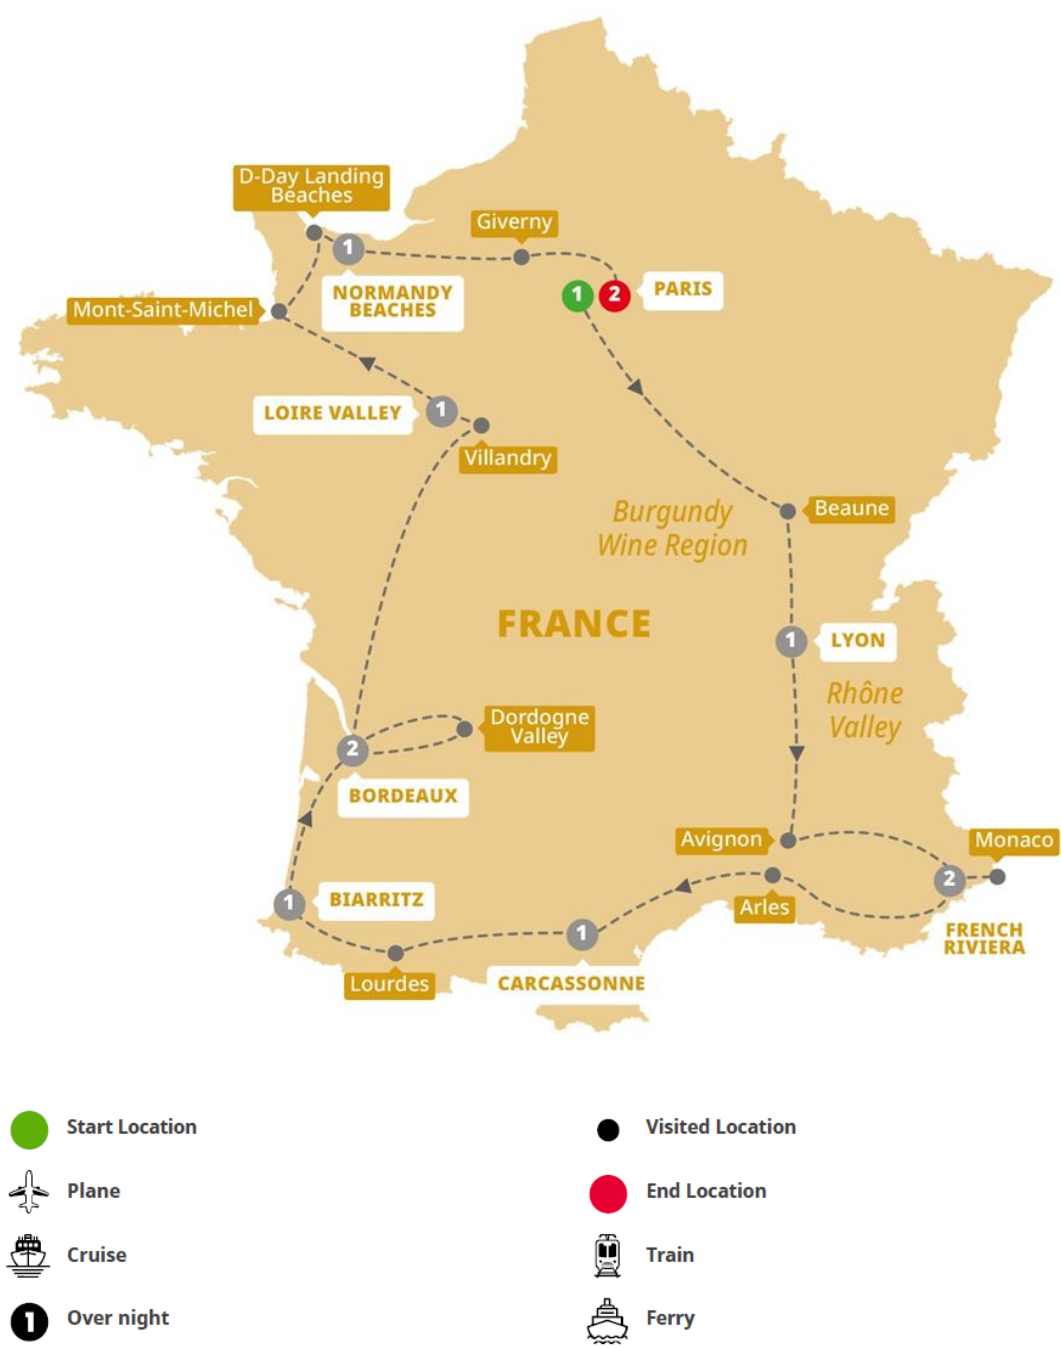 D-Day Landing
Beaches
Giverny
1
NORMANDY
BEACHES
1
2
PARIS
Mont-Saint-Michel
LOIRE VALLEY
1
Villandry
Burgundy
Wine Region
Beaune
FRANCE
1
LYON
Rhône
Valley
Dordogne
Valley
2
BORDEAUX
Avignon
Monaco
2
Arles
FRENCH
RIVIERA
1
BIARRITZ
1
CARCASSONNE
Lourdes
Start Location
Visited Location
Plane
End Location
Cruise
Train
1
Over night
Ferry